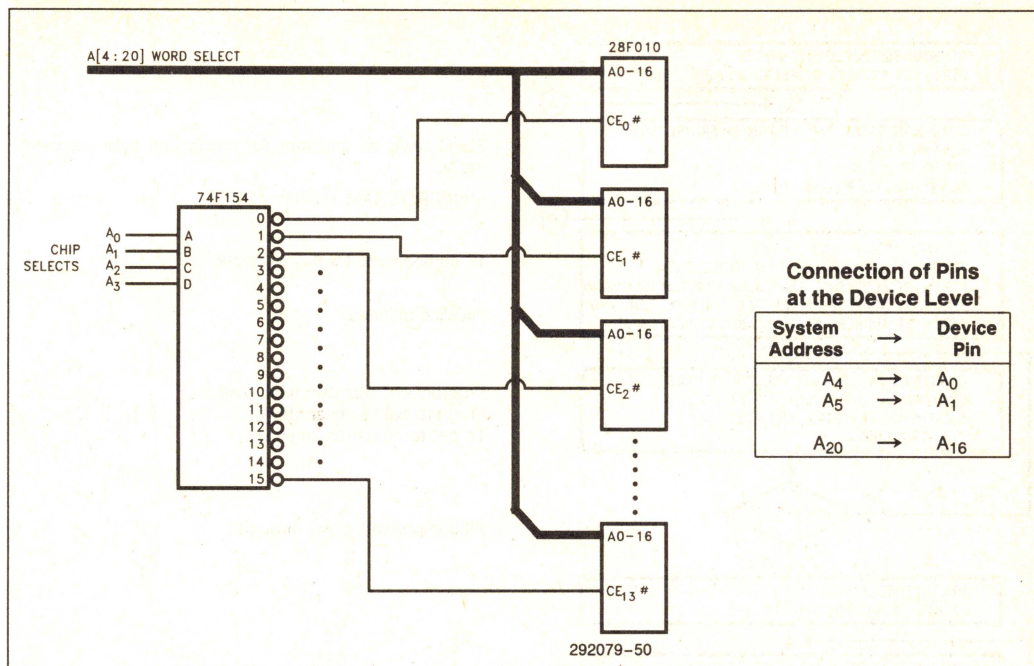 A[4:20] WORD SELECT
28F010
A0-16
CE0#
74F154
0
1
2
3
4
5
6
7
8
9
10
11
12
13
14
15
CHIP
SELECTS
A0
A1
A2
A3
A
B
C
D
A0-16
CE1#
A0-16
CE2#
A0-16
CE13#
292079-50
Connection of Pins
at the Device Level
System → Device
Address Pin
A4 → A0
A5 → A1
A20 → A16